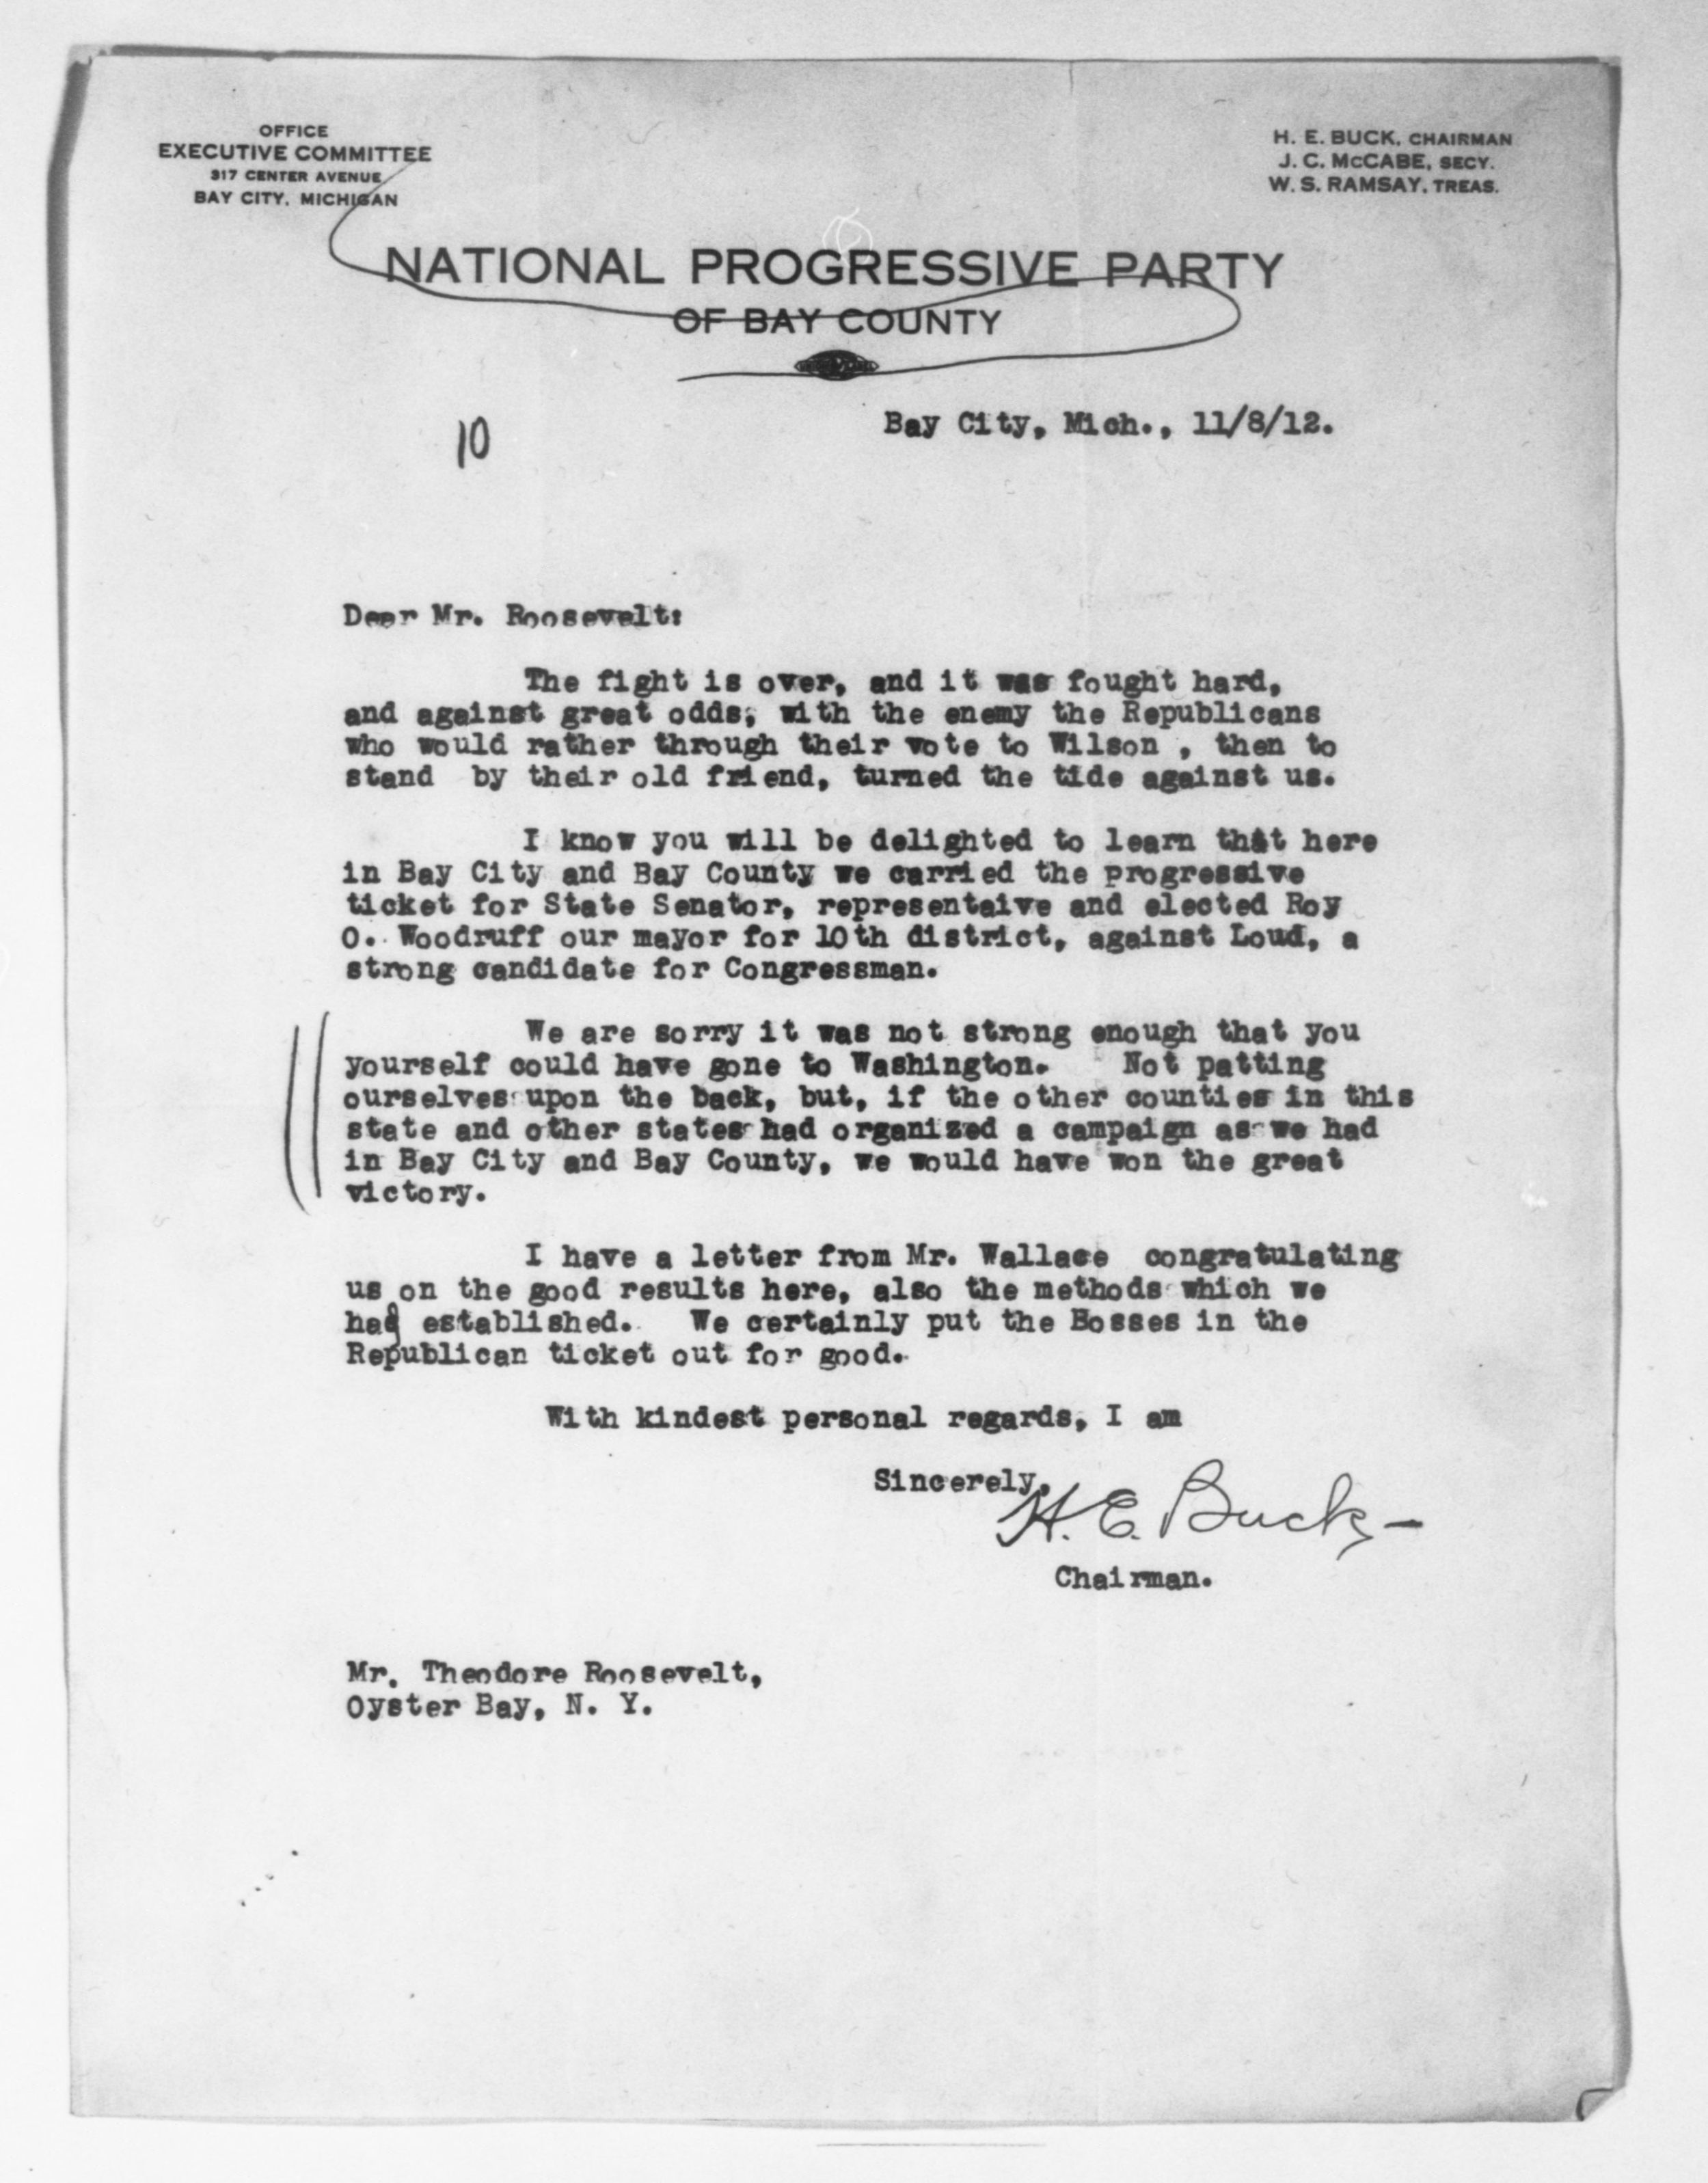 OFFICE
EXECUTIVE COMMITTEE
317 CENTER AVENUE
BAY CITY, MICHIGAN
H. E. BUCK, CHAIRMAN
J. C. McCABE, SECY.
W. S. RAMSAY, TREAS.
NATIONAL PROGRESSIVE PARTY
OF BAY COUNTY
10
Bay City, Mich., 11/8/12.
Dear Mr. Roosevelt:
The fight is over, and it was fought hard,
and against great odds; with the enemy the Republicans
who would rather through their vote to Wilson , then to
stand by their old friend, turned the tide against us.
I know you will be delighted to learn that here
in Bay City and Bay County we carried the progressive
ticket for State Senator, representaive and elected Roy
O. Woodruff our mayor for 10th district, against Loud, a
strong candidate for Congressman.
We are sorry it was not strong enough that you
yourself could have gone to Washington. Not patting
ourselves upon the back, but, if the other counties in this
state and other states had organized a campaign as we had
in Bay City and Bay County, we would have won the great
victory.
I have a letter from Mr. Wallace congratulating
us on the good results here, also the methods which we
had established. We certainly put the Bosses in the
Republican ticket out for good.
With kindest personal regards, I am
Sincerely,
H. E. Buck-
Chairman.
Mr. Theodore Roosevelt,
Oyster Bay, N. Y.